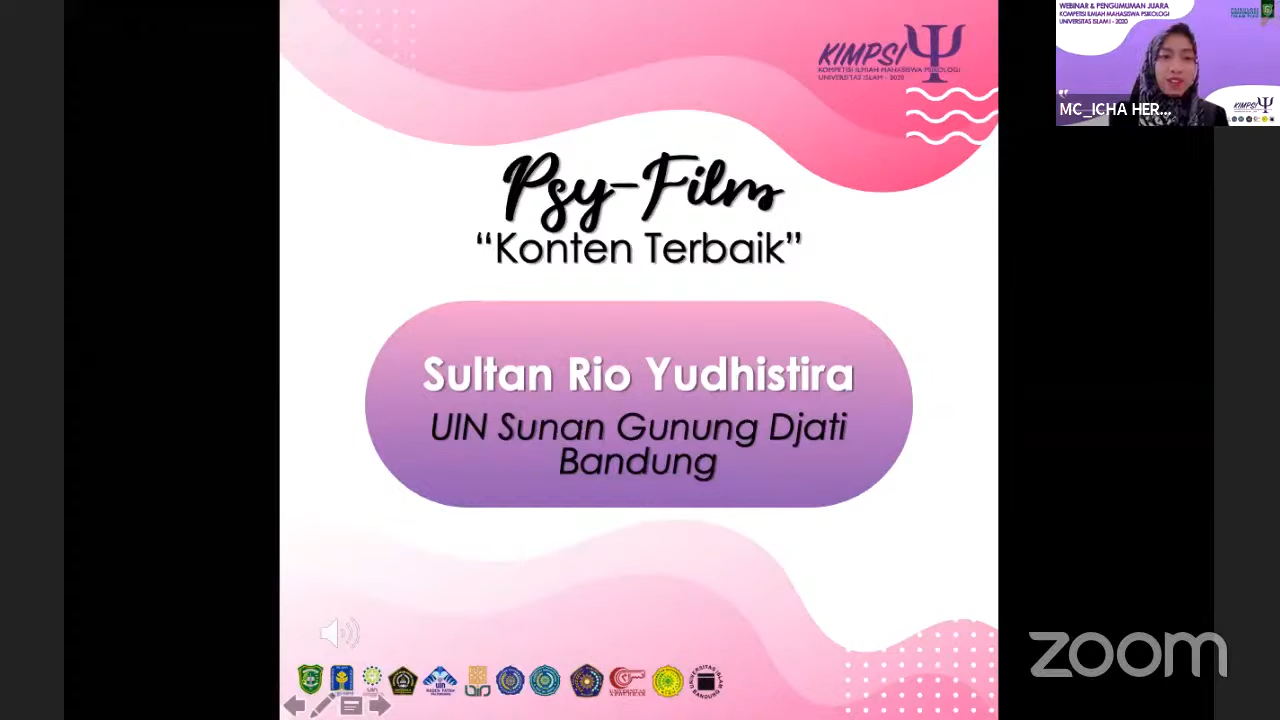 WEBINAR & PENGUMUMAN JUARA
KOMPETISI ILMIAH MAHASISWA PSIKOLOGI
UNIVERSITAS ISLAM I - 2020
KIMPSI
MC_ICHA HER...
KIMPSI
KOMPETISI ILMIAH MAHASISWA PSIKOLOGI
UNIVERSITAS ISLAM - 2020
Psy-Film
“Konten Terbaik”
Sultan Rio Yudhistira
UIN Sunan Gunung Djati
Bandung
zoom